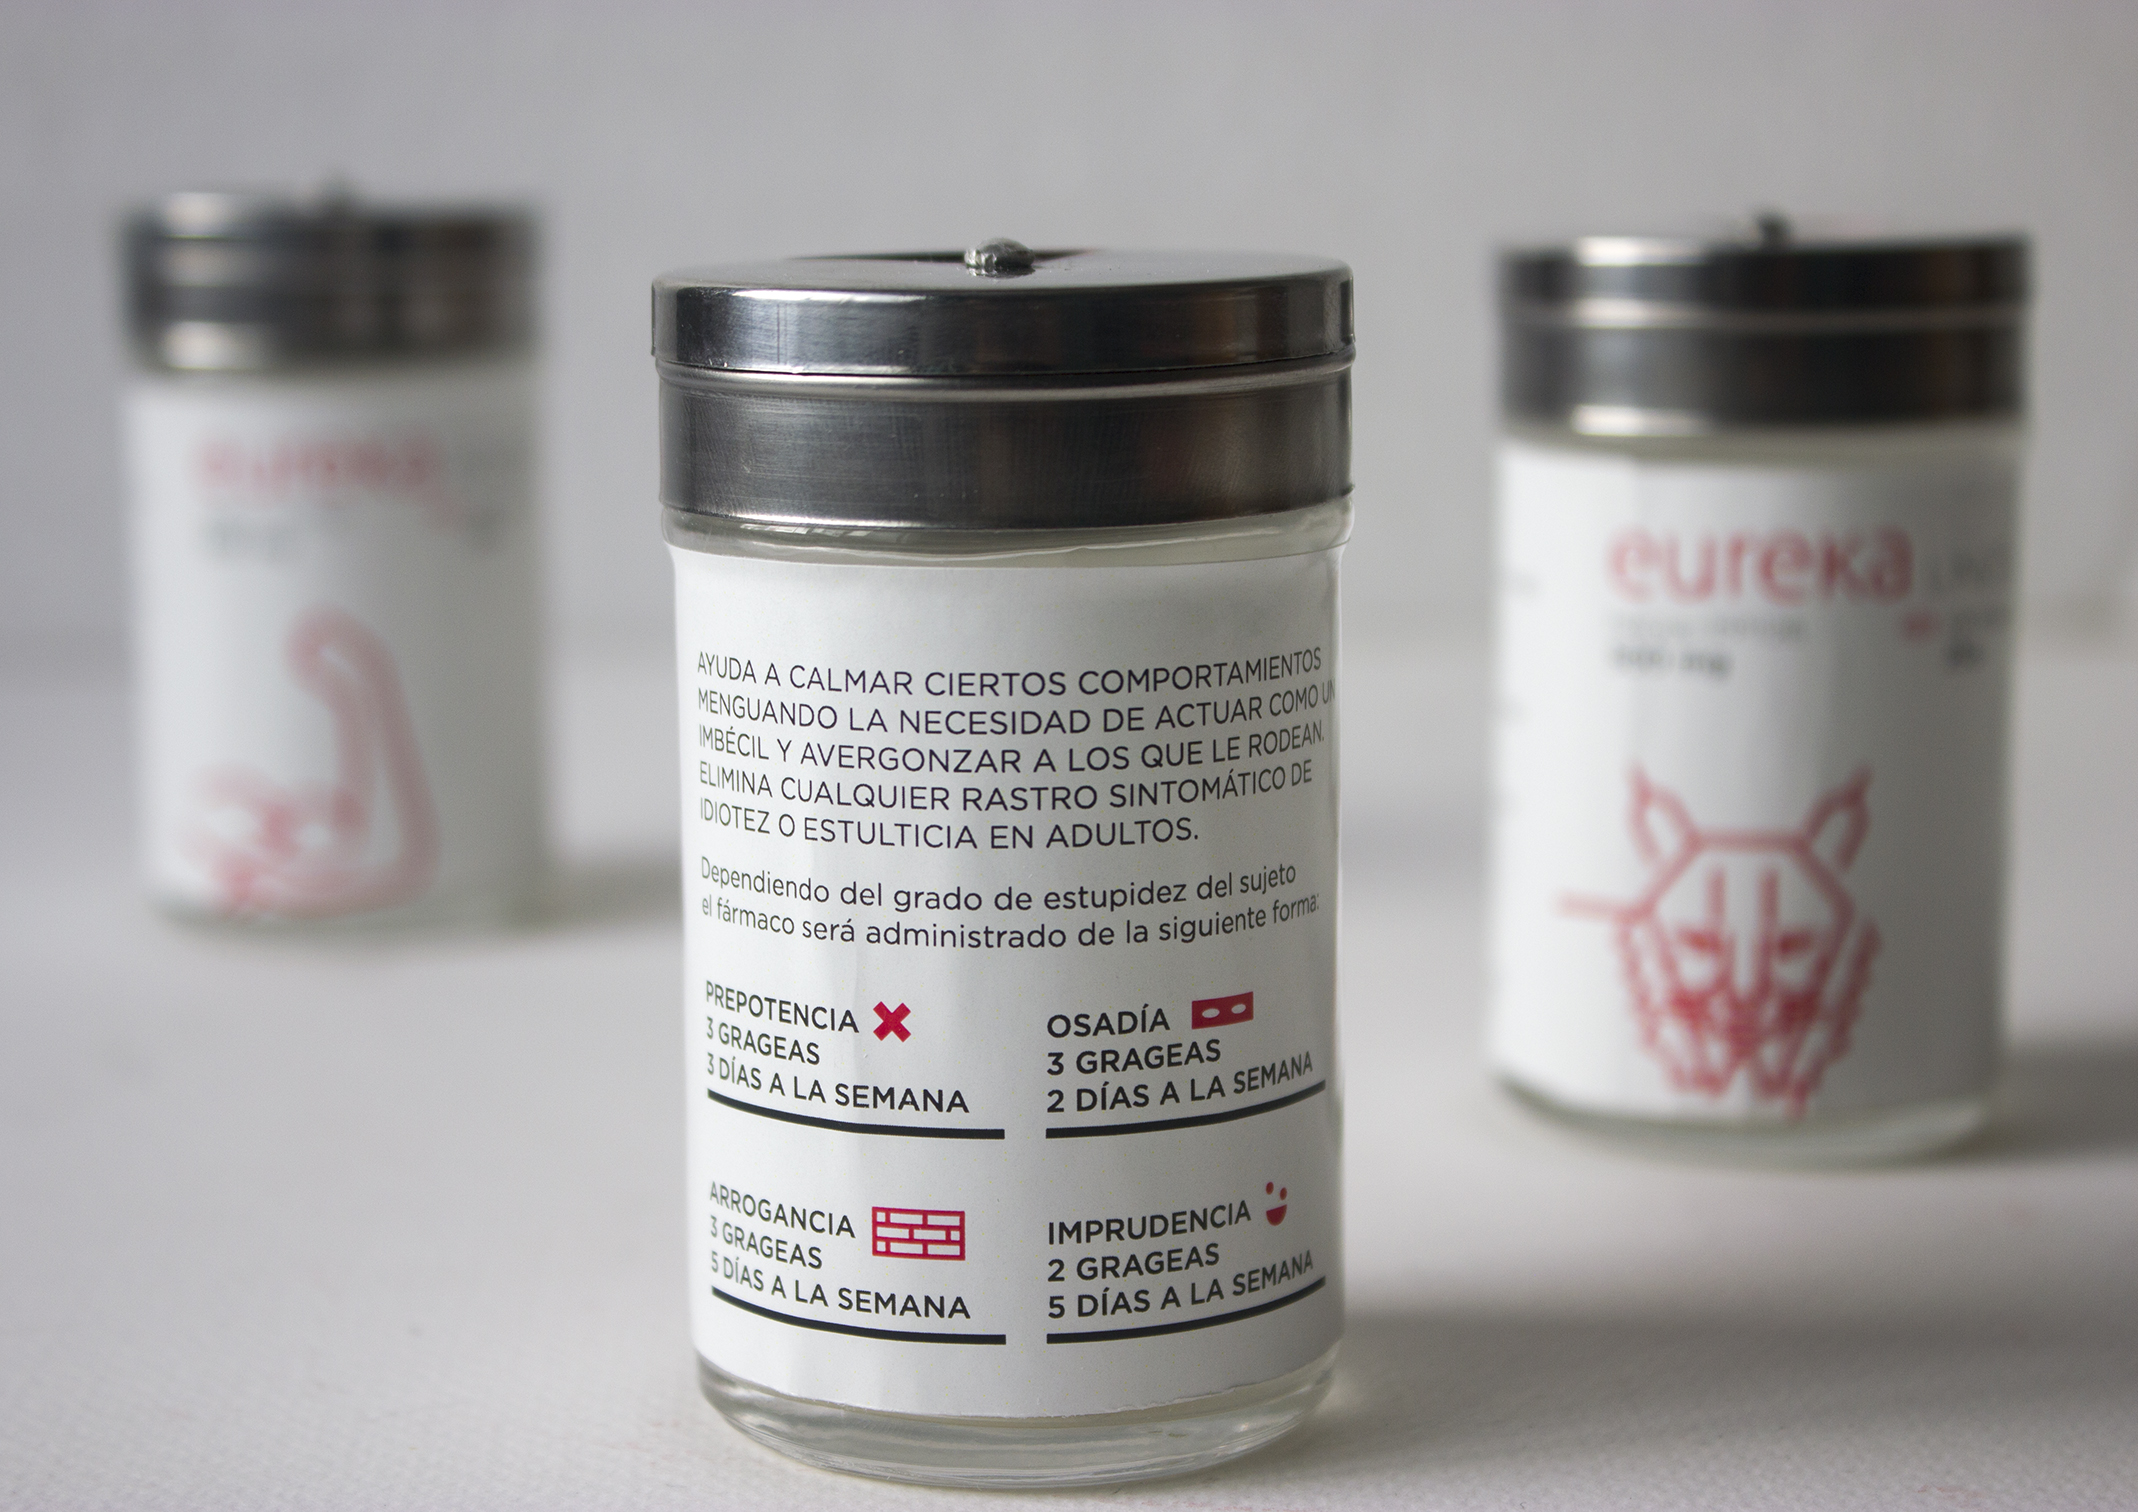 AYUDA A CALMAR CIERTOS COMPORTAMIENTOS
MENGUANDO LA NECESIDAD DE ACTUAR COMO UN
IMBÉCIL Y AVERGONZAR A LOS QUE LE RODEAN.
ELIMINA CUALQUIER RASTRO SINTOMÁTICO DE
IDIOTEZ O ESTULTICIA EN ADULTOS.
Dependiendo del grado de estupidez del sujeto
el fármaco será administrado de la siguiente forma:
PREPOTENCIA
3 GRAGEAS
3 DÍAS A LA SEMANA
OSADÍA
3 GRAGEAS
2 DÍAS A LA SEMANA
ARROGANCIA
3 GRAGEAS
5 DÍAS A LA SEMANA
IMPRUDENCIA
2 GRAGEAS
5 DÍAS A LA SEMANA
eureka
eureka